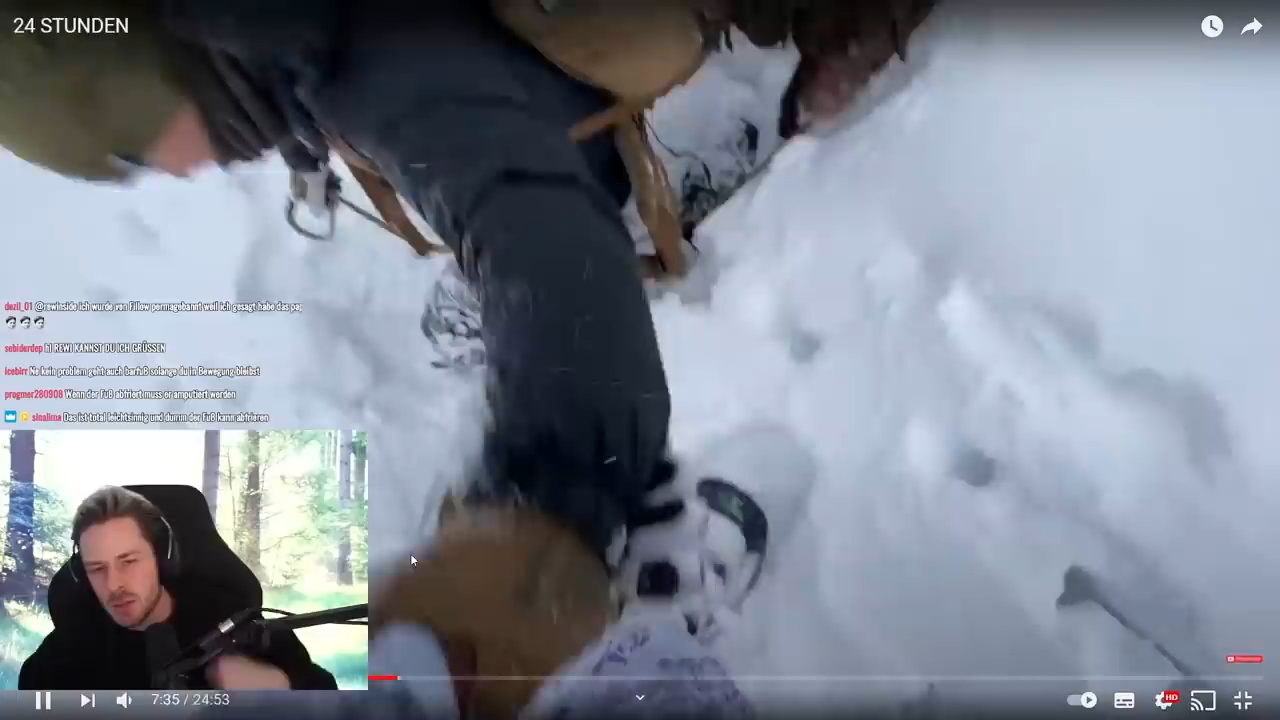 24 STUNDEN
dezil_01 @rewinside ich wurde von Fillow permagebannt weil ich gesagt habe das pa
sebiderdep hi REWI KANNST DU ICH GRÜSSEN
icebirr Ne kein problem geht auch barfuß solange du in Bewegung bleibst
progmer280908 Wenn der Fuß abfriert muss er amputiert werden
sinalima Das ist total leichtsinnig und dumm der Fuß kann abfrieren
7:35 / 24:53
HD